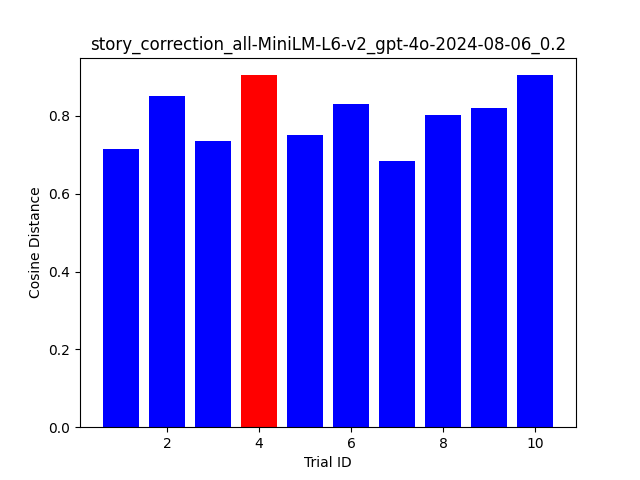 story_correction_all-MiniLM-L6-v2_gpt-4o-2024-08-06_0.2
Cosine Distance
0.8
0.6
0.4
0.2
0.0
2 4 6 8 10
Trial ID